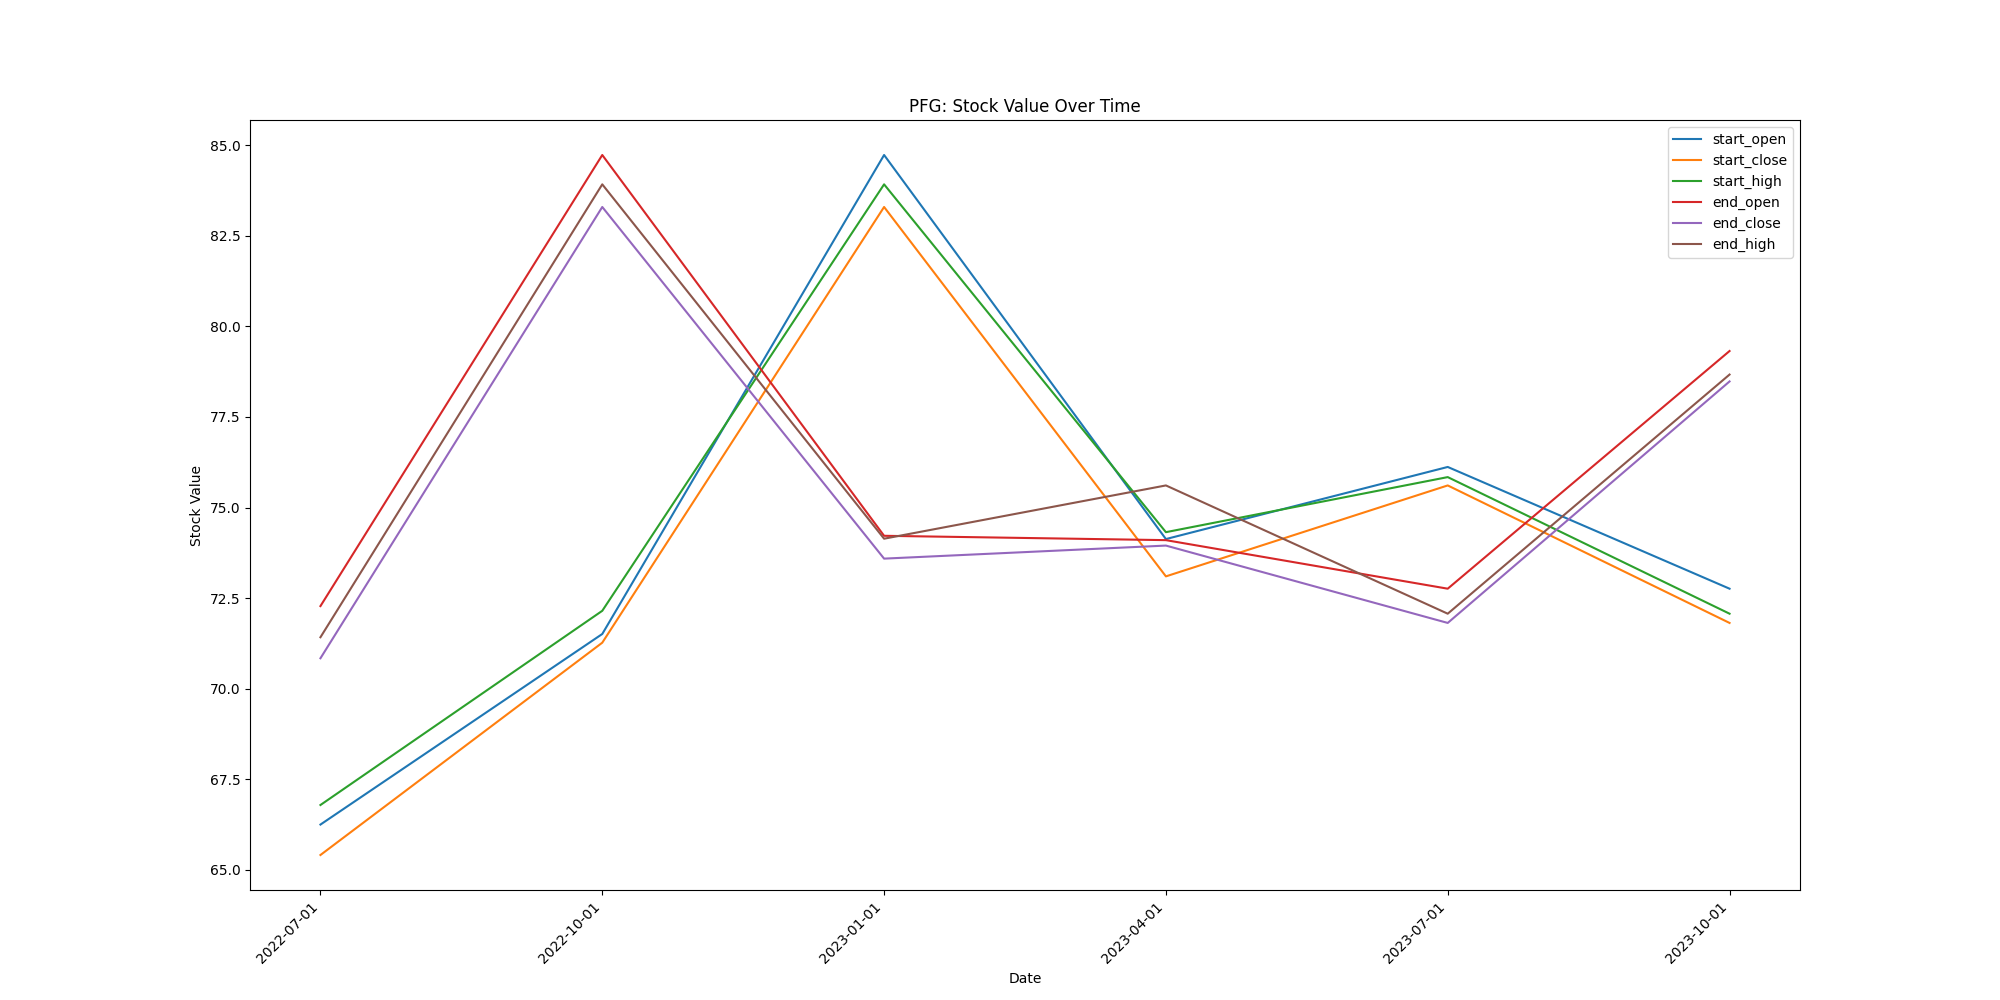 PFG: Stock Value Over Time
start_open
start_close
start_high
end_open
end_close
end_high
Stock Value
85.0
82.5
80.0
77.5
75.0
72.5
70.0
67.5
65.0
2022-07-01
2022-10-01
2023-01-01
2023-04-01
2023-07-01
2023-10-01
Date